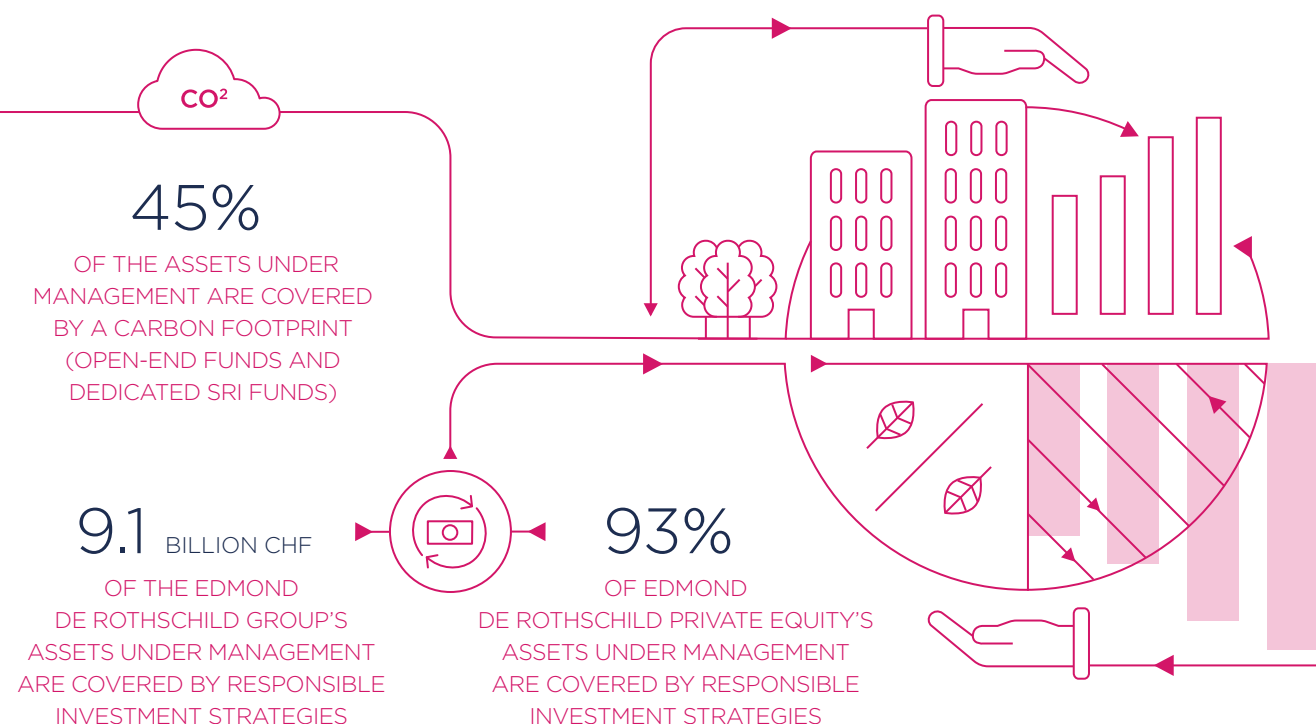 CO²
45%
OF THE ASSETS UNDER
MANAGEMENT ARE COVERED
BY A CARBON FOOTPRINT
(OPEN-END FUNDS AND
DEDICATED SRI FUNDS)
9.1 BILLION CHF
OF THE EDMOND
DE ROTHSCHILD GROUP’S
ASSETS UNDER MANAGEMENT
ARE COVERED BY RESPONSIBLE
INVESTMENT STRATEGIES
93%
OF EDMOND
DE ROTHSCHILD PRIVATE EQUITY’S
ASSETS UNDER MANAGEMENT
ARE COVERED BY RESPONSIBLE
INVESTMENT STRATEGIES